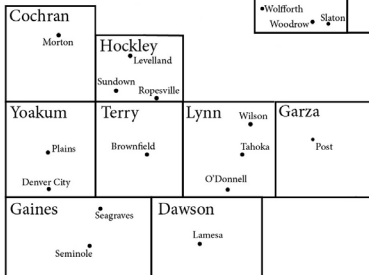 Wolfforth
Cochran
Slaton
Woodrow
Morton
Hockley
Levelland
Sundown
Ropesville
Yoakum
Terry
Lynn
Garza
Wilson
Brownfield
Tahoka
Post
Plains
O'Donnell
Denver City
Gaines
Dawson
Seagraves
Lamesa
Seminole